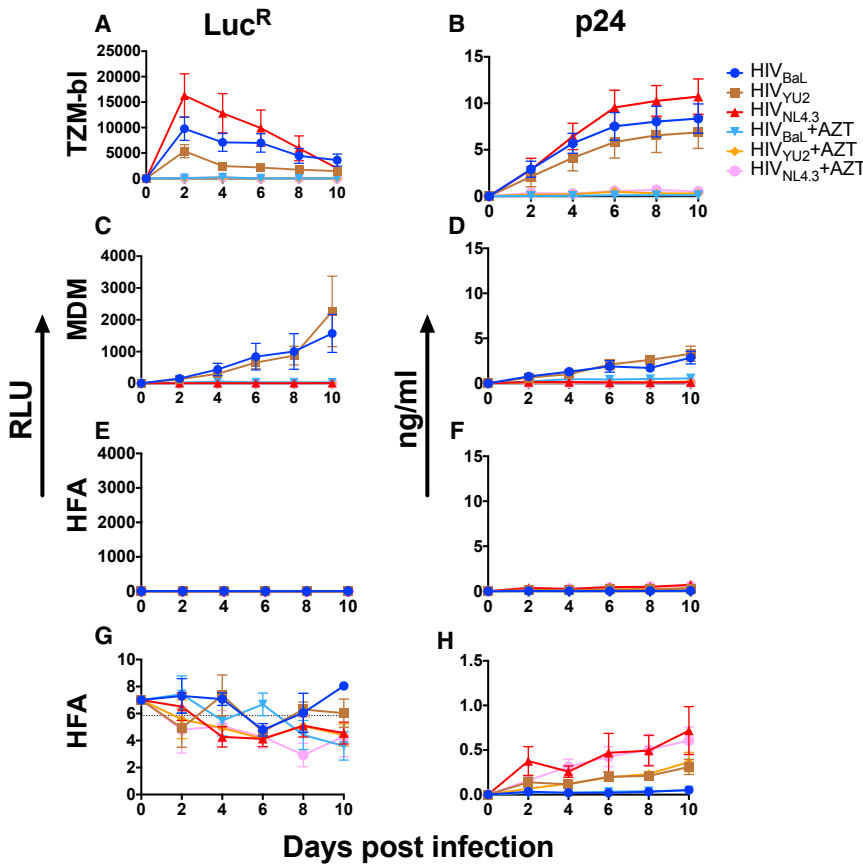 A Luc^R B p24
TZM-bl
25000
20000
15000
10000
5000
0
0 2 4 6 8 10
15
10
5
0
0 2 4 6 8 10
HIV_BaL
HIV_YU2
HIV_NL4.3
HIV_BaL+AZT
HIV_YU2+AZT
HIV_NL4.3+AZT
C D
MDM
4000
3000
2000
1000
0
0 2 4 6 8 10
15
10
5
0
0 2 4 6 8 10
RLU
ng/ml
E F
HFA
4000
3000
2000
1000
0
0 2 4 6 8 10
15
10
5
0
0 2 4 6 8 10
G H
HFA
10
8
6
4
2
0
0 2 4 6 8 10
1.5
1.0
0.5
0.0
0 2 4 6 8 10
Days post infection